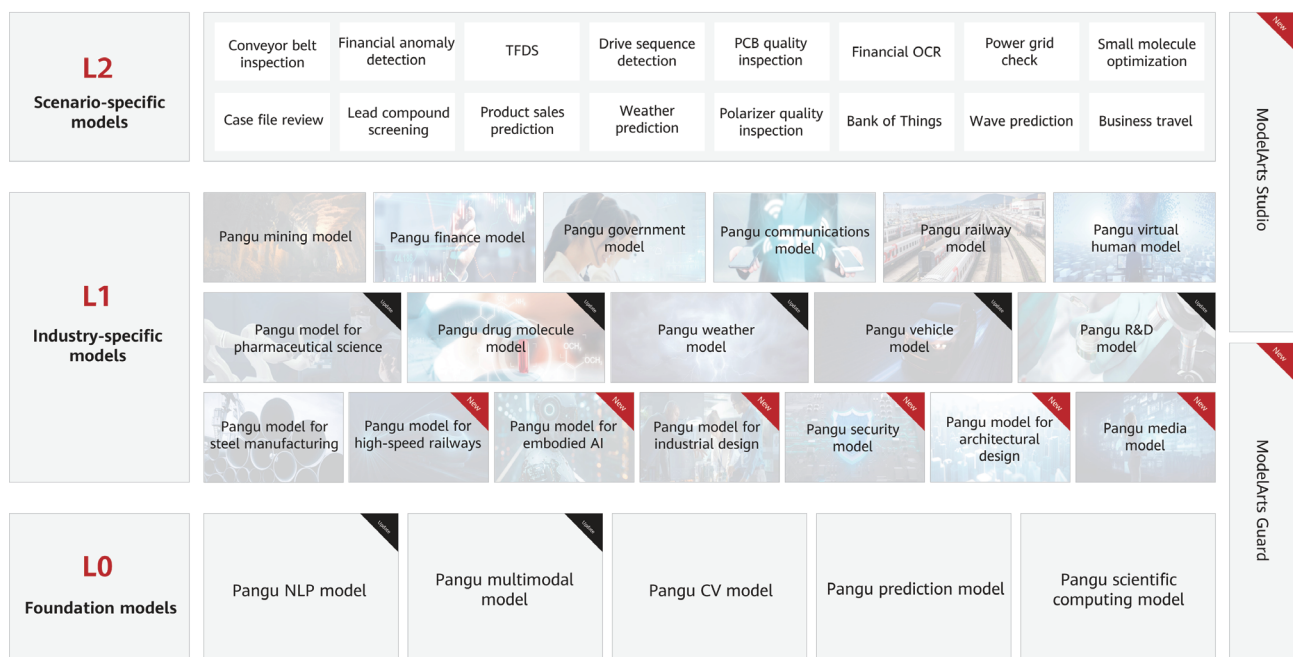 L2
Scenario-specific
models
Conveyor belt
inspection
Financial anomaly
detection
TFDS
Drive sequence
detection
PCB quality
inspection
Financial OCR
Power grid
check
Small molecule
optimization
Case file review
Lead compound
screening
Product sales
prediction
Weather
prediction
Polarizer quality
inspection
Bank of Things
Wave prediction
Business travel
New
ModelArts Studio
L1
Industry-specific
models
Pangu mining model
Pangu finance model
Pangu government
model
Pangu communications
model
Pangu railway
model
Pangu virtual
human model
Pangu model for
pharmaceutical science
Update
Pangu drug molecule
model
Update
Pangu weather
model
Update
Pangu vehicle
model
Update
Pangu R&D
model
Update
Pangu model for
steel manufacturing
Pangu model for
high-speed railways
New
Pangu model for
embodied AI
New
Pangu model for
industrial design
New
Pangu security
model
New
Pangu model for
architectural
design
New
Pangu media
model
New
New
ModelArts Guard
L0
Foundation models
Pangu NLP model
Update
Pangu multimodal
model
Update
Pangu CV model
Pangu prediction model
Pangu scientific
computing model